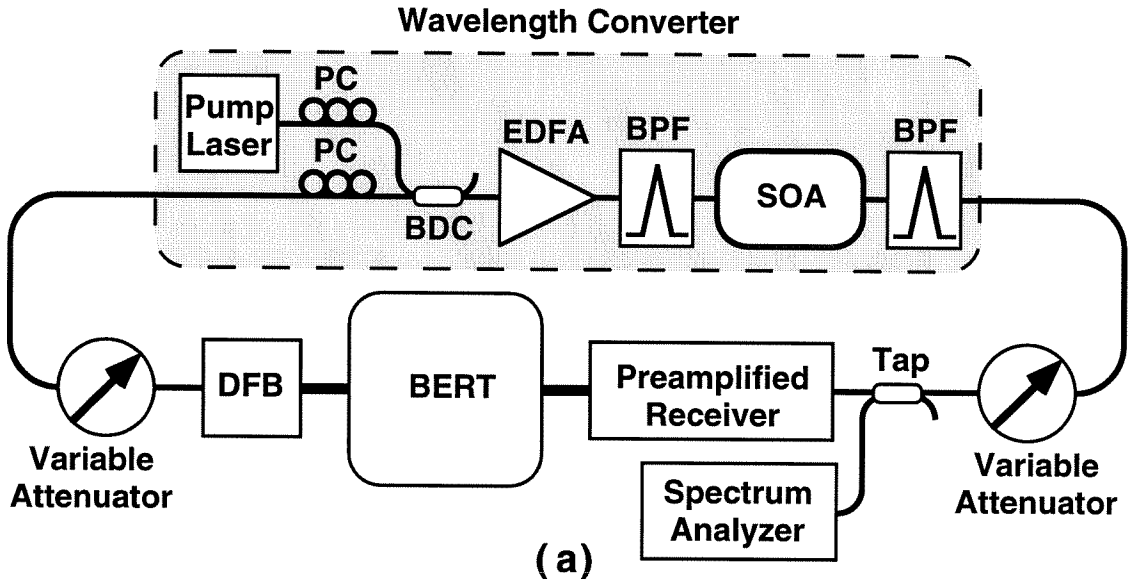 Wavelength Converter
Pump
Laser
PC
PC
BDC
EDFA
BPF
SOA
BPF
Variable
Attenuator
DFB
BERT
Preamplified
Receiver
Tap
Spectrum
Analyzer
Variable
Attenuator
(a)